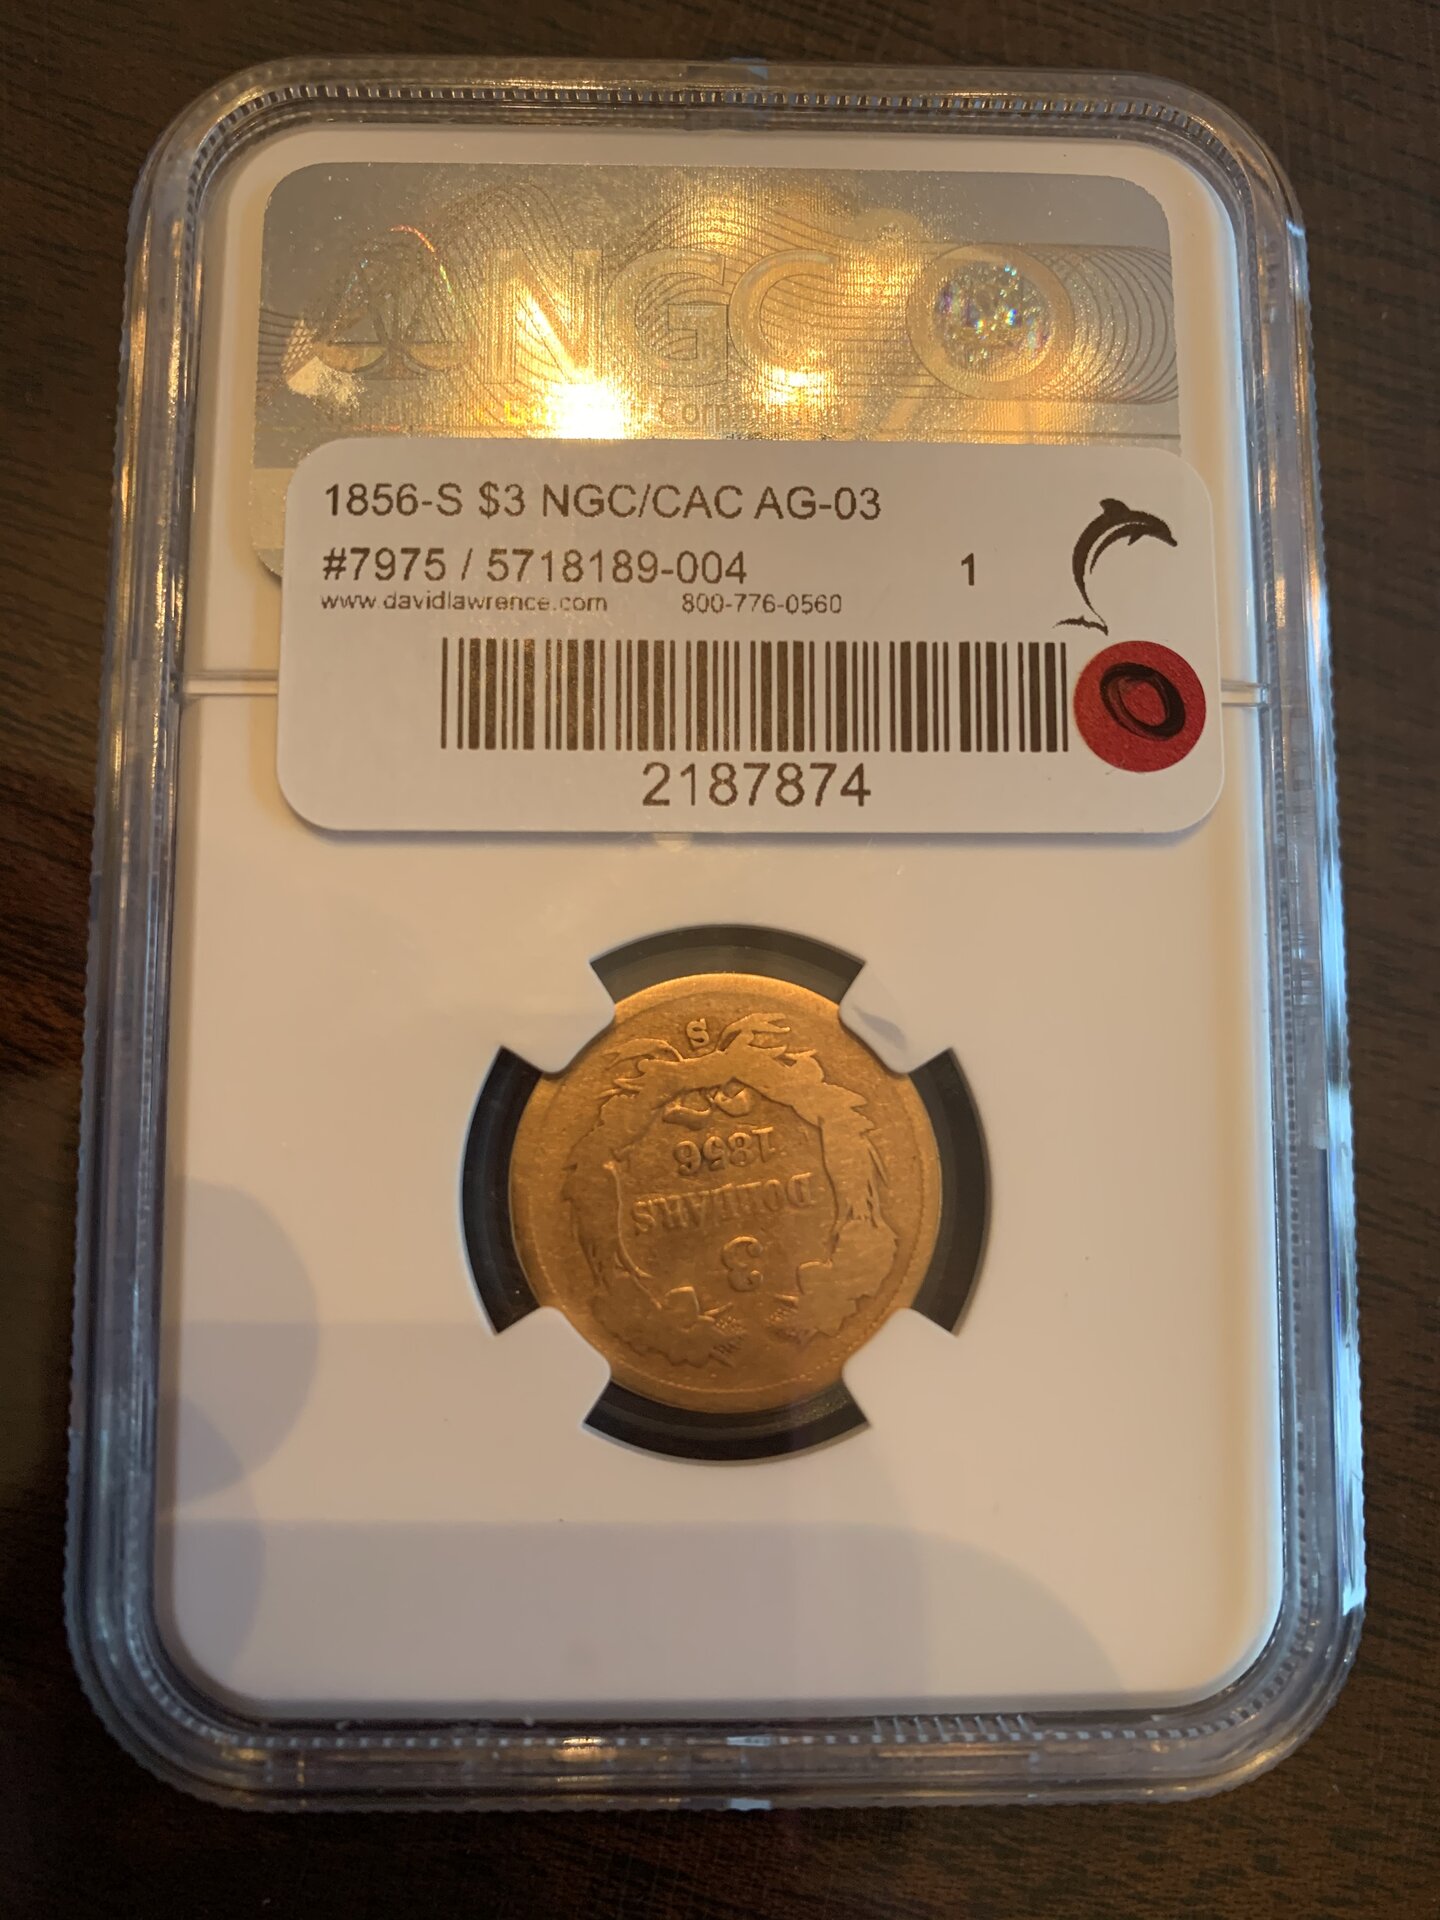 NGC
Corporation
1856-S $3 NGC/CAC AG-03
#7975 / 5718189-004 1
www.davidlawrence.com 800-776-0560
O
2187874
S
1856
DOLLARS
3